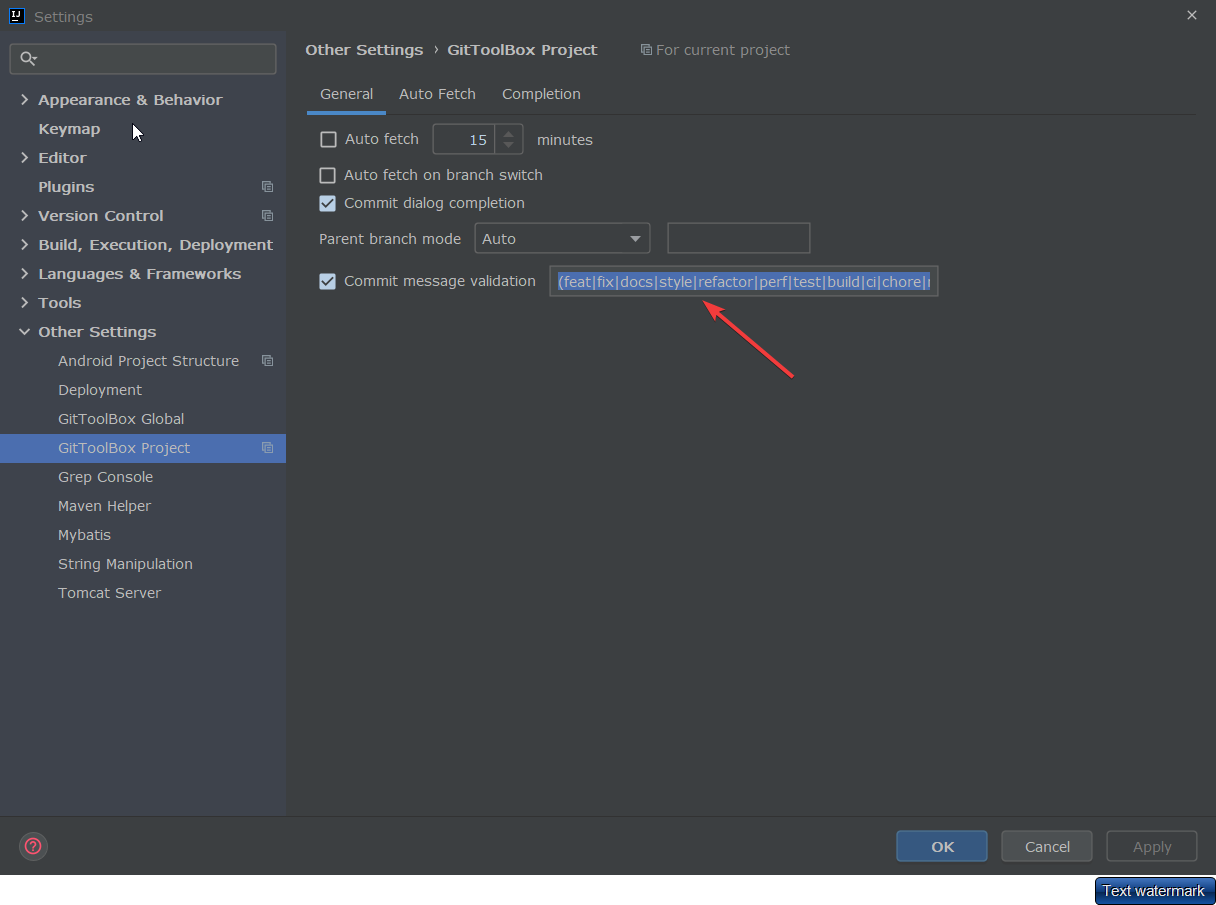 Settings
Other Settings › GitToolBox Project For current project
General Auto Fetch Completion
Auto fetch 15 minutes
Auto fetch on branch switch
Commit dialog completion
Parent branch mode Auto
Commit message validation (feat|fix|docs|style|refactor|perf|test|build|ci|chore|
Appearance & Behavior
Keymap
Editor
Plugins
Version Control
Build, Execution, Deployment
Languages & Frameworks
Tools
Other Settings
Android Project Structure
Deployment
GitToolBox Global
GitToolBox Project
Grep Console
Maven Helper
Mybatis
String Manipulation
Tomcat Server
OK Cancel Apply
Text watermark